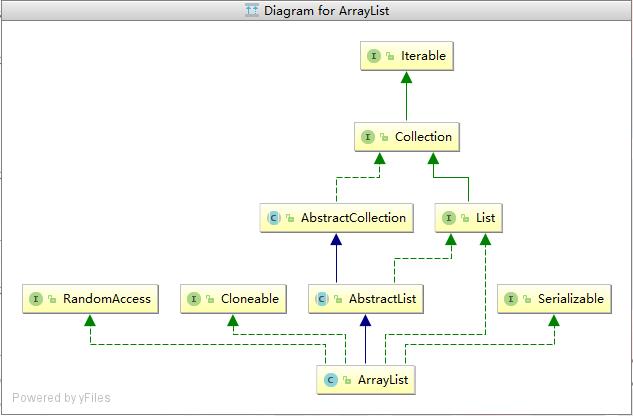 Diagram for ArrayList
I Iterable
I Collection
C AbstractCollection
I List
I RandomAccess
I Cloneable
C AbstractList
I Serializable
C ArrayList
Powered by yFiles